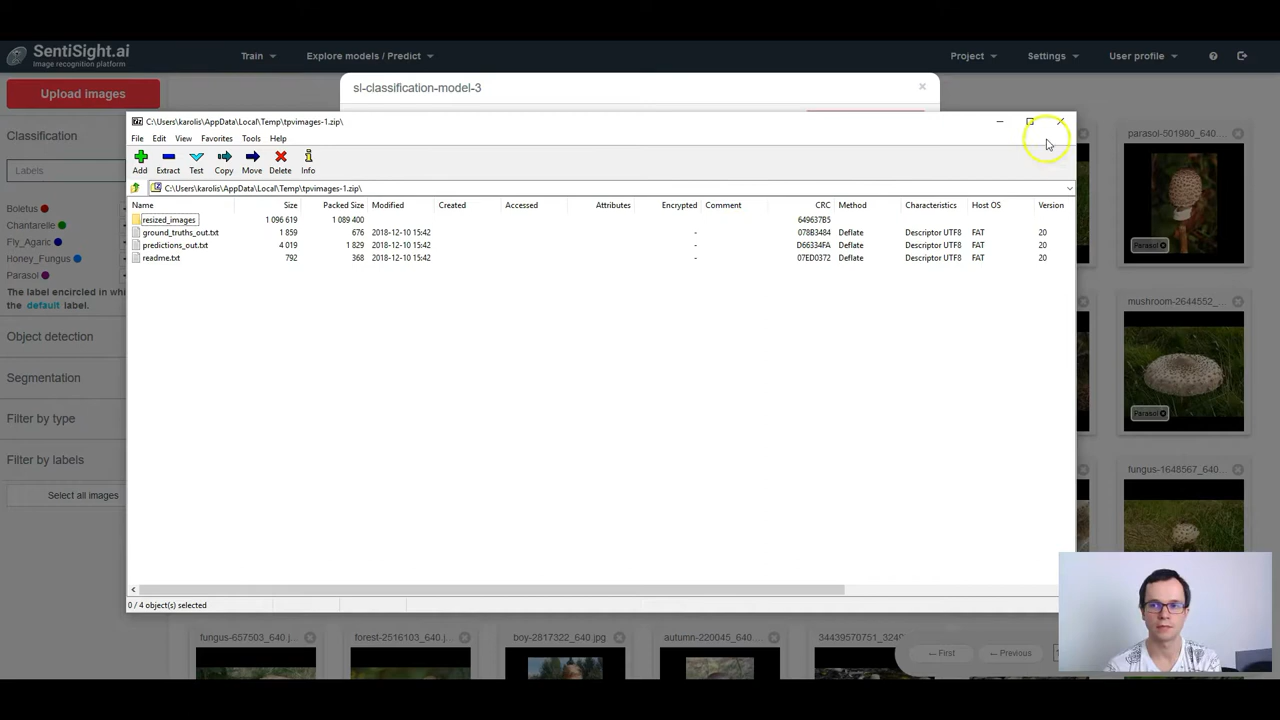 SentiSight.ai
Image recognition platform
Train
Explore models / Predict
Project
Settings
User profile
Upload images
sl-classification-model-3
Classification
Labels
Boletus
Chantarelle
Fly_Agaric
Honey_Fungus
Parasol
The label encircled in whi
the default label.
Object detection
Segmentation
Filter by type
Filter by labels
Select all images
C:\Users\karolis\AppData\Local\Temp\tpvimages-1.zip\
File Edit View Favorites Tools Help
Add Extract Test Copy Move Delete Info
C:\Users\karolis\AppData\Local\Temp\tpvimages-1.zip\
Name Size Packed Size Modified Created Accessed Attributes Encrypted Comment CRC Method Characteristics Host OS Version
resized_images 1 096 619 1 089 400 649637B5
ground_truths_out.txt 1 859 676 2018-12-10 15:42 - 078B3484 Deflate Descriptor UTF8 FAT 20
predictions_out.txt 4 019 1 829 2018-12-10 15:42 - D66334FA Deflate Descriptor UTF8 FAT 20
readme.txt 792 368 2018-12-10 15:42 - 07ED0372 Deflate Descriptor UTF8 FAT 20
0 / 4 object(s) selected
parasol-501980_640....
Parasol
mushroom-2644552_...
Parasol
fungus-1648567_640...
fungus-657503_640.j...
forest-2516103_640....
boy-2817322_640.jpg
autumn-220045_640....
34439570751_3240...
← First
← Previous